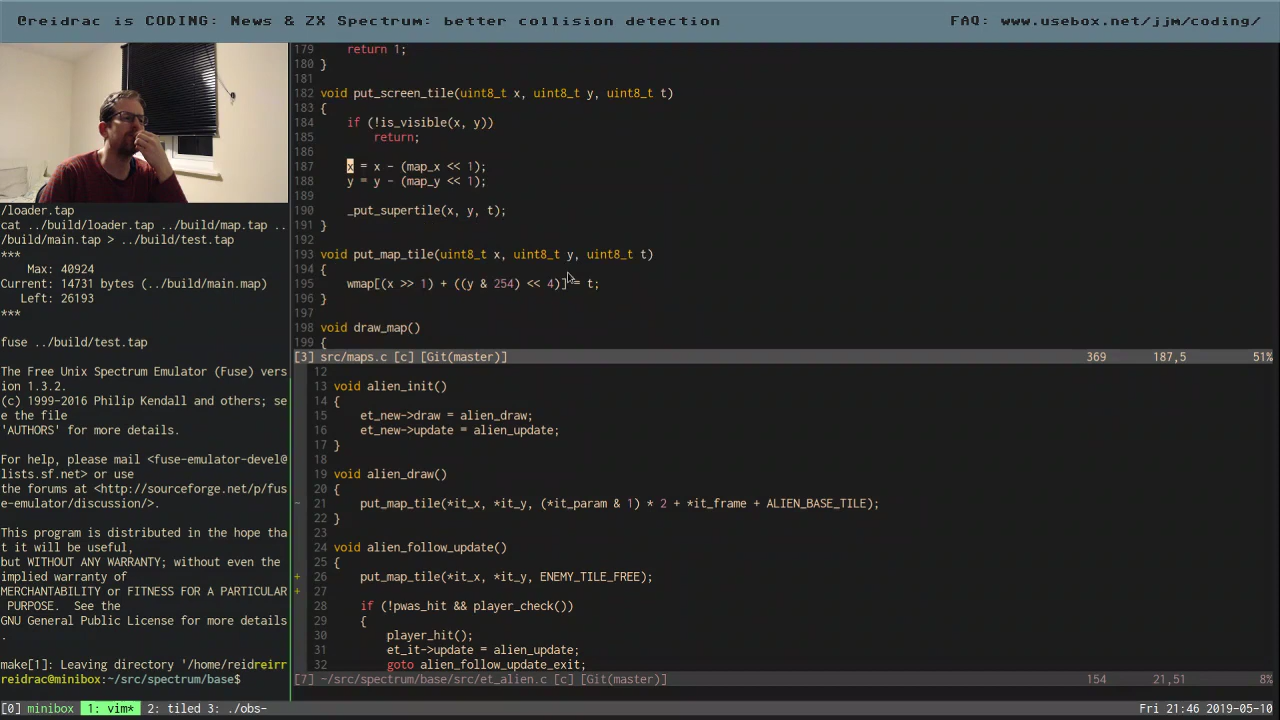 @reidrac is CODING: News & ZX Spectrum: better collision detection
FAQ: www.usebox.net/jjm/coding/
/loader.tap
cat ../build/loader.tap ../build/map.tap ..
/build/main.tap > ../build/test.tap
***
Max: 40924
Current: 14731 bytes (../build/main.map)
Left: 26193
***
fuse ../build/test.tap
The Free Unix Spectrum Emulator (Fuse) vers
ion 1.3.2.
(c) 1999-2016 Philip Kendall and others; se
e the file
'AUTHORS' for more details.
For help, please mail <fuse-emulator-devel@
lists.sf.net> or use
the forums at <http://sourceforge.net/p/fus
e-emulator/discussion/>.
This program is distributed in the hope tha
t it will be useful,
but WITHOUT ANY WARRANTY; without even the
implied warranty of
MERCHANTABILITY or FITNESS FOR A PARTICULAR
PURPOSE.  See the
GNU General Public License for more details
.
make[1]: Leaving directory '/home/reidreirr
reidrac@minibox:~/src/spectrum/base$
179     return 1;
180 }
181
182 void put_screen_tile(uint8_t x, uint8_t y, uint8_t t)
183 {
184     if (!is_visible(x, y))
185         return;
186
187     x = x - (map_x << 1);
188     y = y - (map_y << 1);
189
190     _put_supertile(x, y, t);
191 }
192
193 void put_map_tile(uint8_t x, uint8_t y, uint8_t t)
194 {
195     wmap[(x >> 1) + ((y & 254) << 4)] = t;
196 }
197
198 void draw_map()
199 {
[3] src/maps.c [c] [Git(master)] 369 187,5 51%
12
13 void alien_init()
14 {
15     et_new->draw = alien_draw;
16     et_new->update = alien_update;
17 }
18
19 void alien_draw()
20 {
- 21     put_map_tile(*it_x, *it_y, (*it_param & 1) * 2 + *it_frame + ALIEN_BASE_TILE);
22 }
23
24 void alien_follow_update()
25 {
+ 26     put_map_tile(*it_x, *it_y, ENEMY_TILE_FREE);
+ 27
28     if (!pwas_hit && player_check())
29     {
30         player_hit();
31         et_it->update = alien_update;
32         goto alien_follow_update_exit;
[7] ~/src/spectrum/base/src/et_alien.c [c] [Git(master)] 154 21,51 8%
[0] minibox 1: vim* 2: tiled 3: ./obs- Fri 21:46 2019-05-10